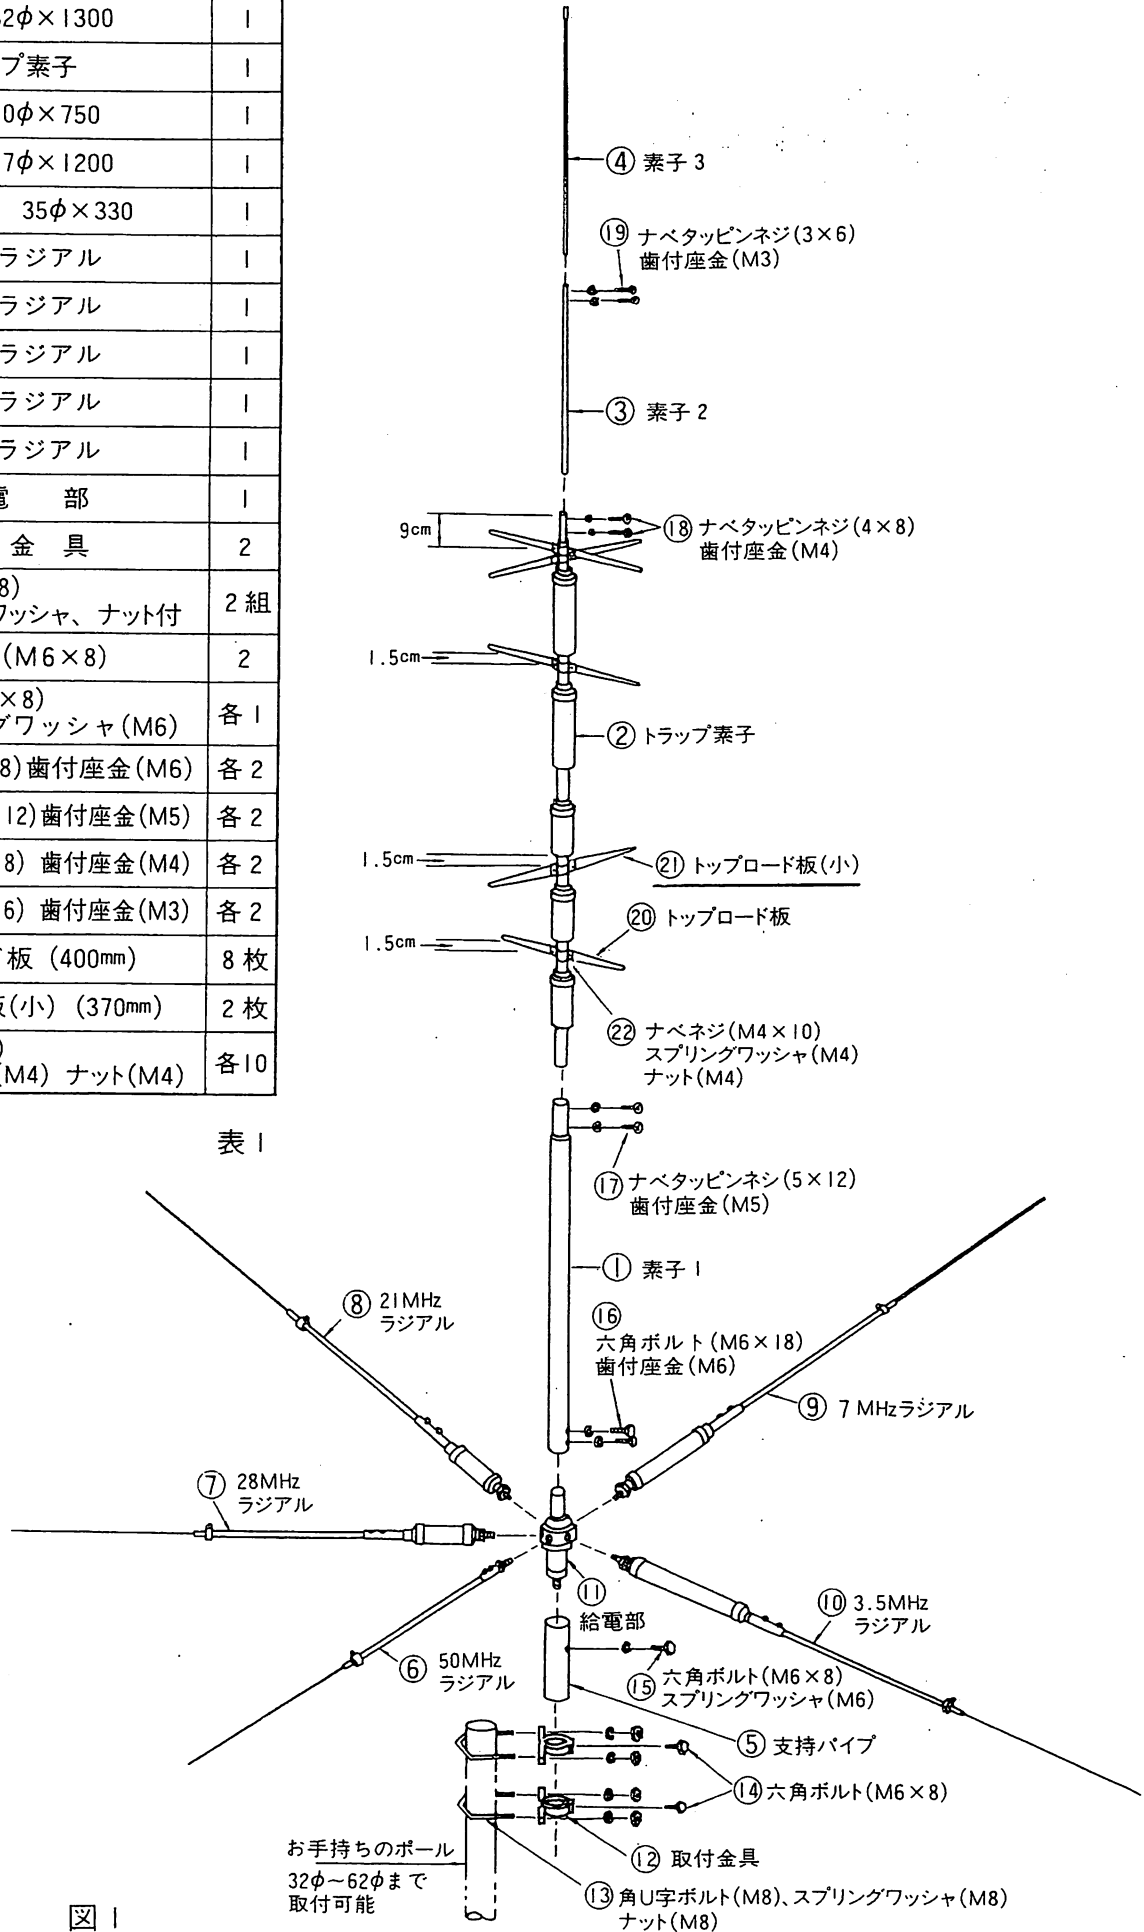 2φ×1300 1
プ素子 1
0φ×750 1
7φ×1200 1
35φ×330 1
ラジアル 1
ラジアル 1
ラジアル 1
ラジアル 1
ラジアル 1
電 部 1
金 具 2
8)
ワッシャ、ナット付 2組
(M6×8) 2
×8)
グワッシャ(M6) 各1
8)歯付座金(M6) 各2
12)歯付座金(M5) 各2
8) 歯付座金(M4) 各2
6) 歯付座金(M3) 各2
板 (400mm) 8枚
(小) (370mm) 2枚
)
(M4) ナット(M4) 各10
表1
④ 素子3
⑲ ナベタッピンネジ(3×6)
歯付座金(M3)
③ 素子2
9cm
⑱ ナベタッピンネジ(4×8)
歯付座金(M4)
1.5cm
② トラップ素子
1.5cm
㉑ トップロード板(小)
⑳ トップロード板
1.5cm
㉒ ナベネジ(M4×10)
スプリングワッシャ(M4)
ナット(M4)
⑰ ナベタッピンネシ(5×12)
歯付座金(M5)
① 素子1
⑧ 21MHz
ラジアル
⑯
六角ボルト(M6×18)
歯付座金(M6)
⑨ 7MHzラジアル
⑦ 28MHz
ラジアル
⑪
給電部
⑩ 3.5MHz
ラジアル
⑥ 50MHz
ラジアル
⑮ 六角ボルト(M6×8)
スプリングワッシャ(M6)
⑤ 支持パイプ
⑭ 六角ボルト(M6×8)
お手持ちのポール
32φ~62φまで
取付可能
⑫ 取付金具
⑬ 角U字ボルト(M8)、スプリングワッシャ(M8)
ナット(M8)
図1